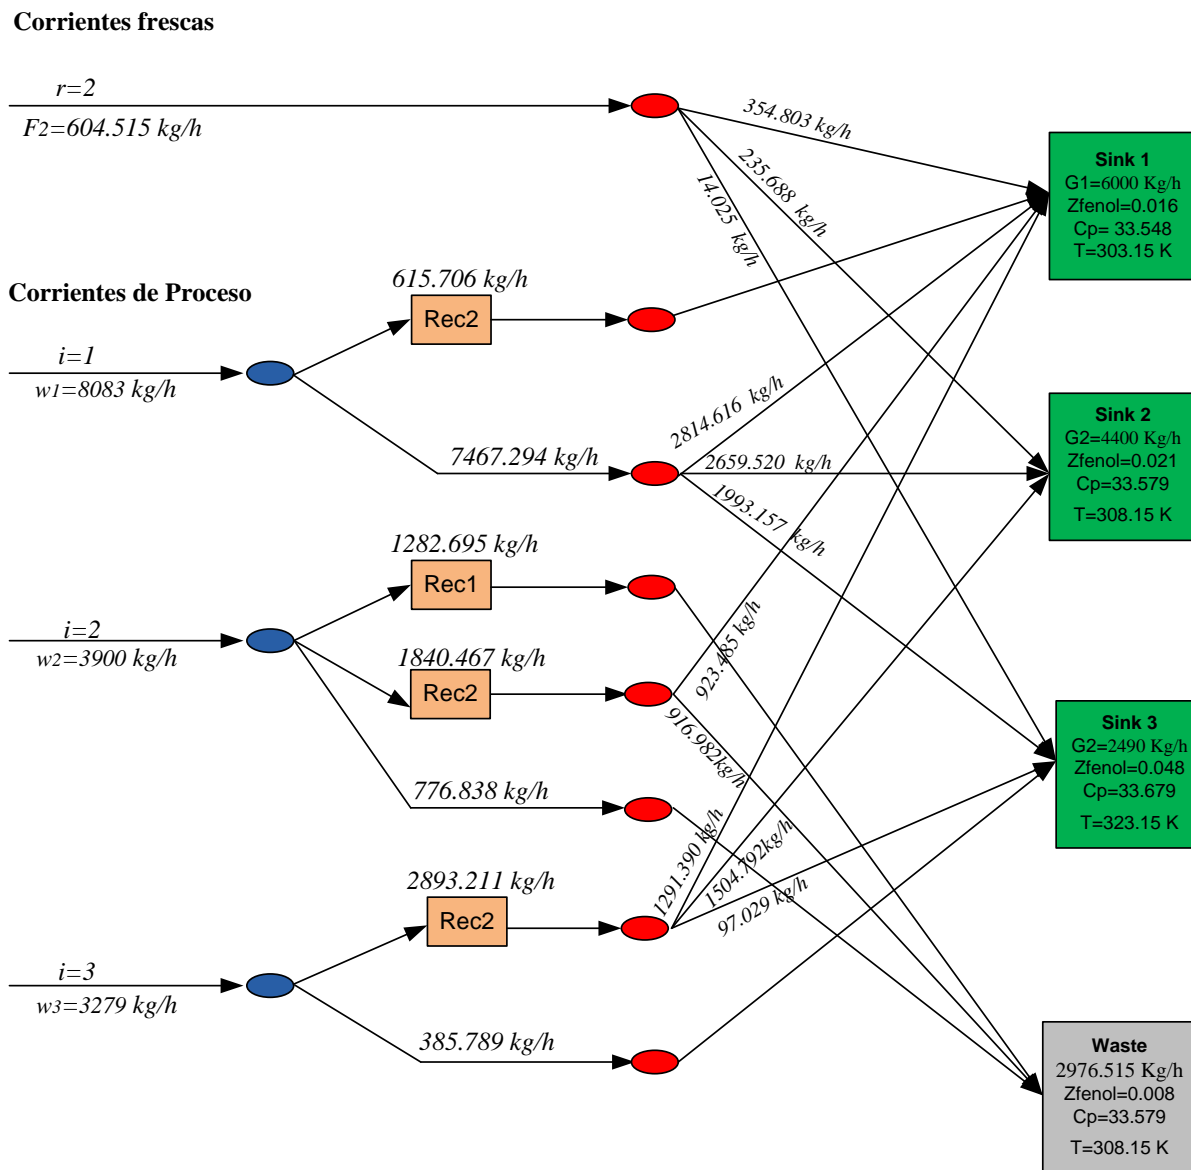 Corrientes frescas
r=2
F2=604.515 kg/h
354.803 kg/h
235.688 kg/h
14.025 kg/h
Sink 1
G1=6000 Kg/h
Zfenol=0.016
Cp= 33.548
T=303.15 K
Corrientes de Proceso
615.706 kg/h
Rec2
i=1
w1=8083 kg/h
7467.294 kg/h
2814.616 kg/h
2659.520 kg/h
1993.157 kg/h
Sink 2
G2=4400 Kg/h
Zfenol=0.021
Cp=33.579
T=308.15 K
1282.695 kg/h
Rec1
i=2
w2=3900 kg/h
1840.467 kg/h
Rec2
923.485 kg/h
916.982kg/h
776.838 kg/h
Sink 3
G2=2490 Kg/h
Zfenol=0.048
Cp=33.679
T=323.15 K
2893.211 kg/h
Rec2
1291.390 kg/h
1504.792kg/h
97.029 kg/h
i=3
w3=3279 kg/h
385.789 kg/h
Waste
2976.515 Kg/h
Zfenol=0.008
Cp=33.579
T=308.15 K